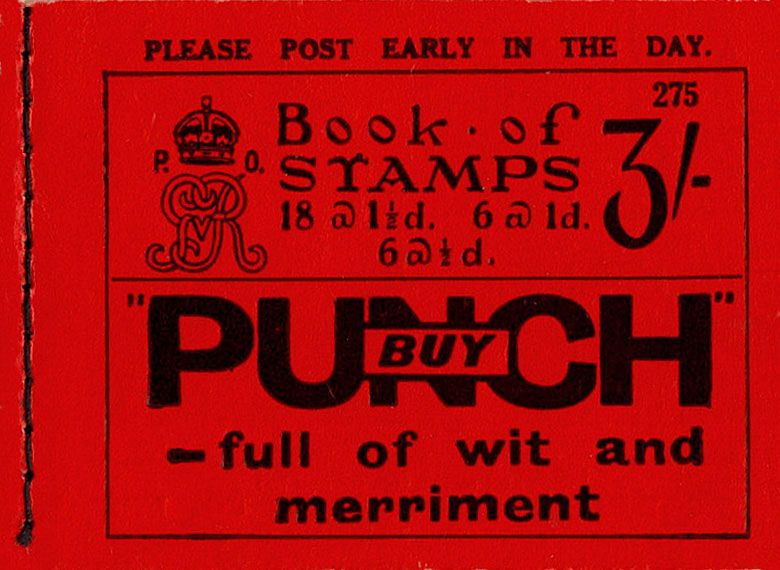 PLEASE POST EARLY IN THE DAY.
275
P. O.
Book · of
STAMPS
3/-
18 @ 1½d. 6 @ 1d.
6 @ ½d.
"PUNCH"
BUY
-full of wit and
merriment